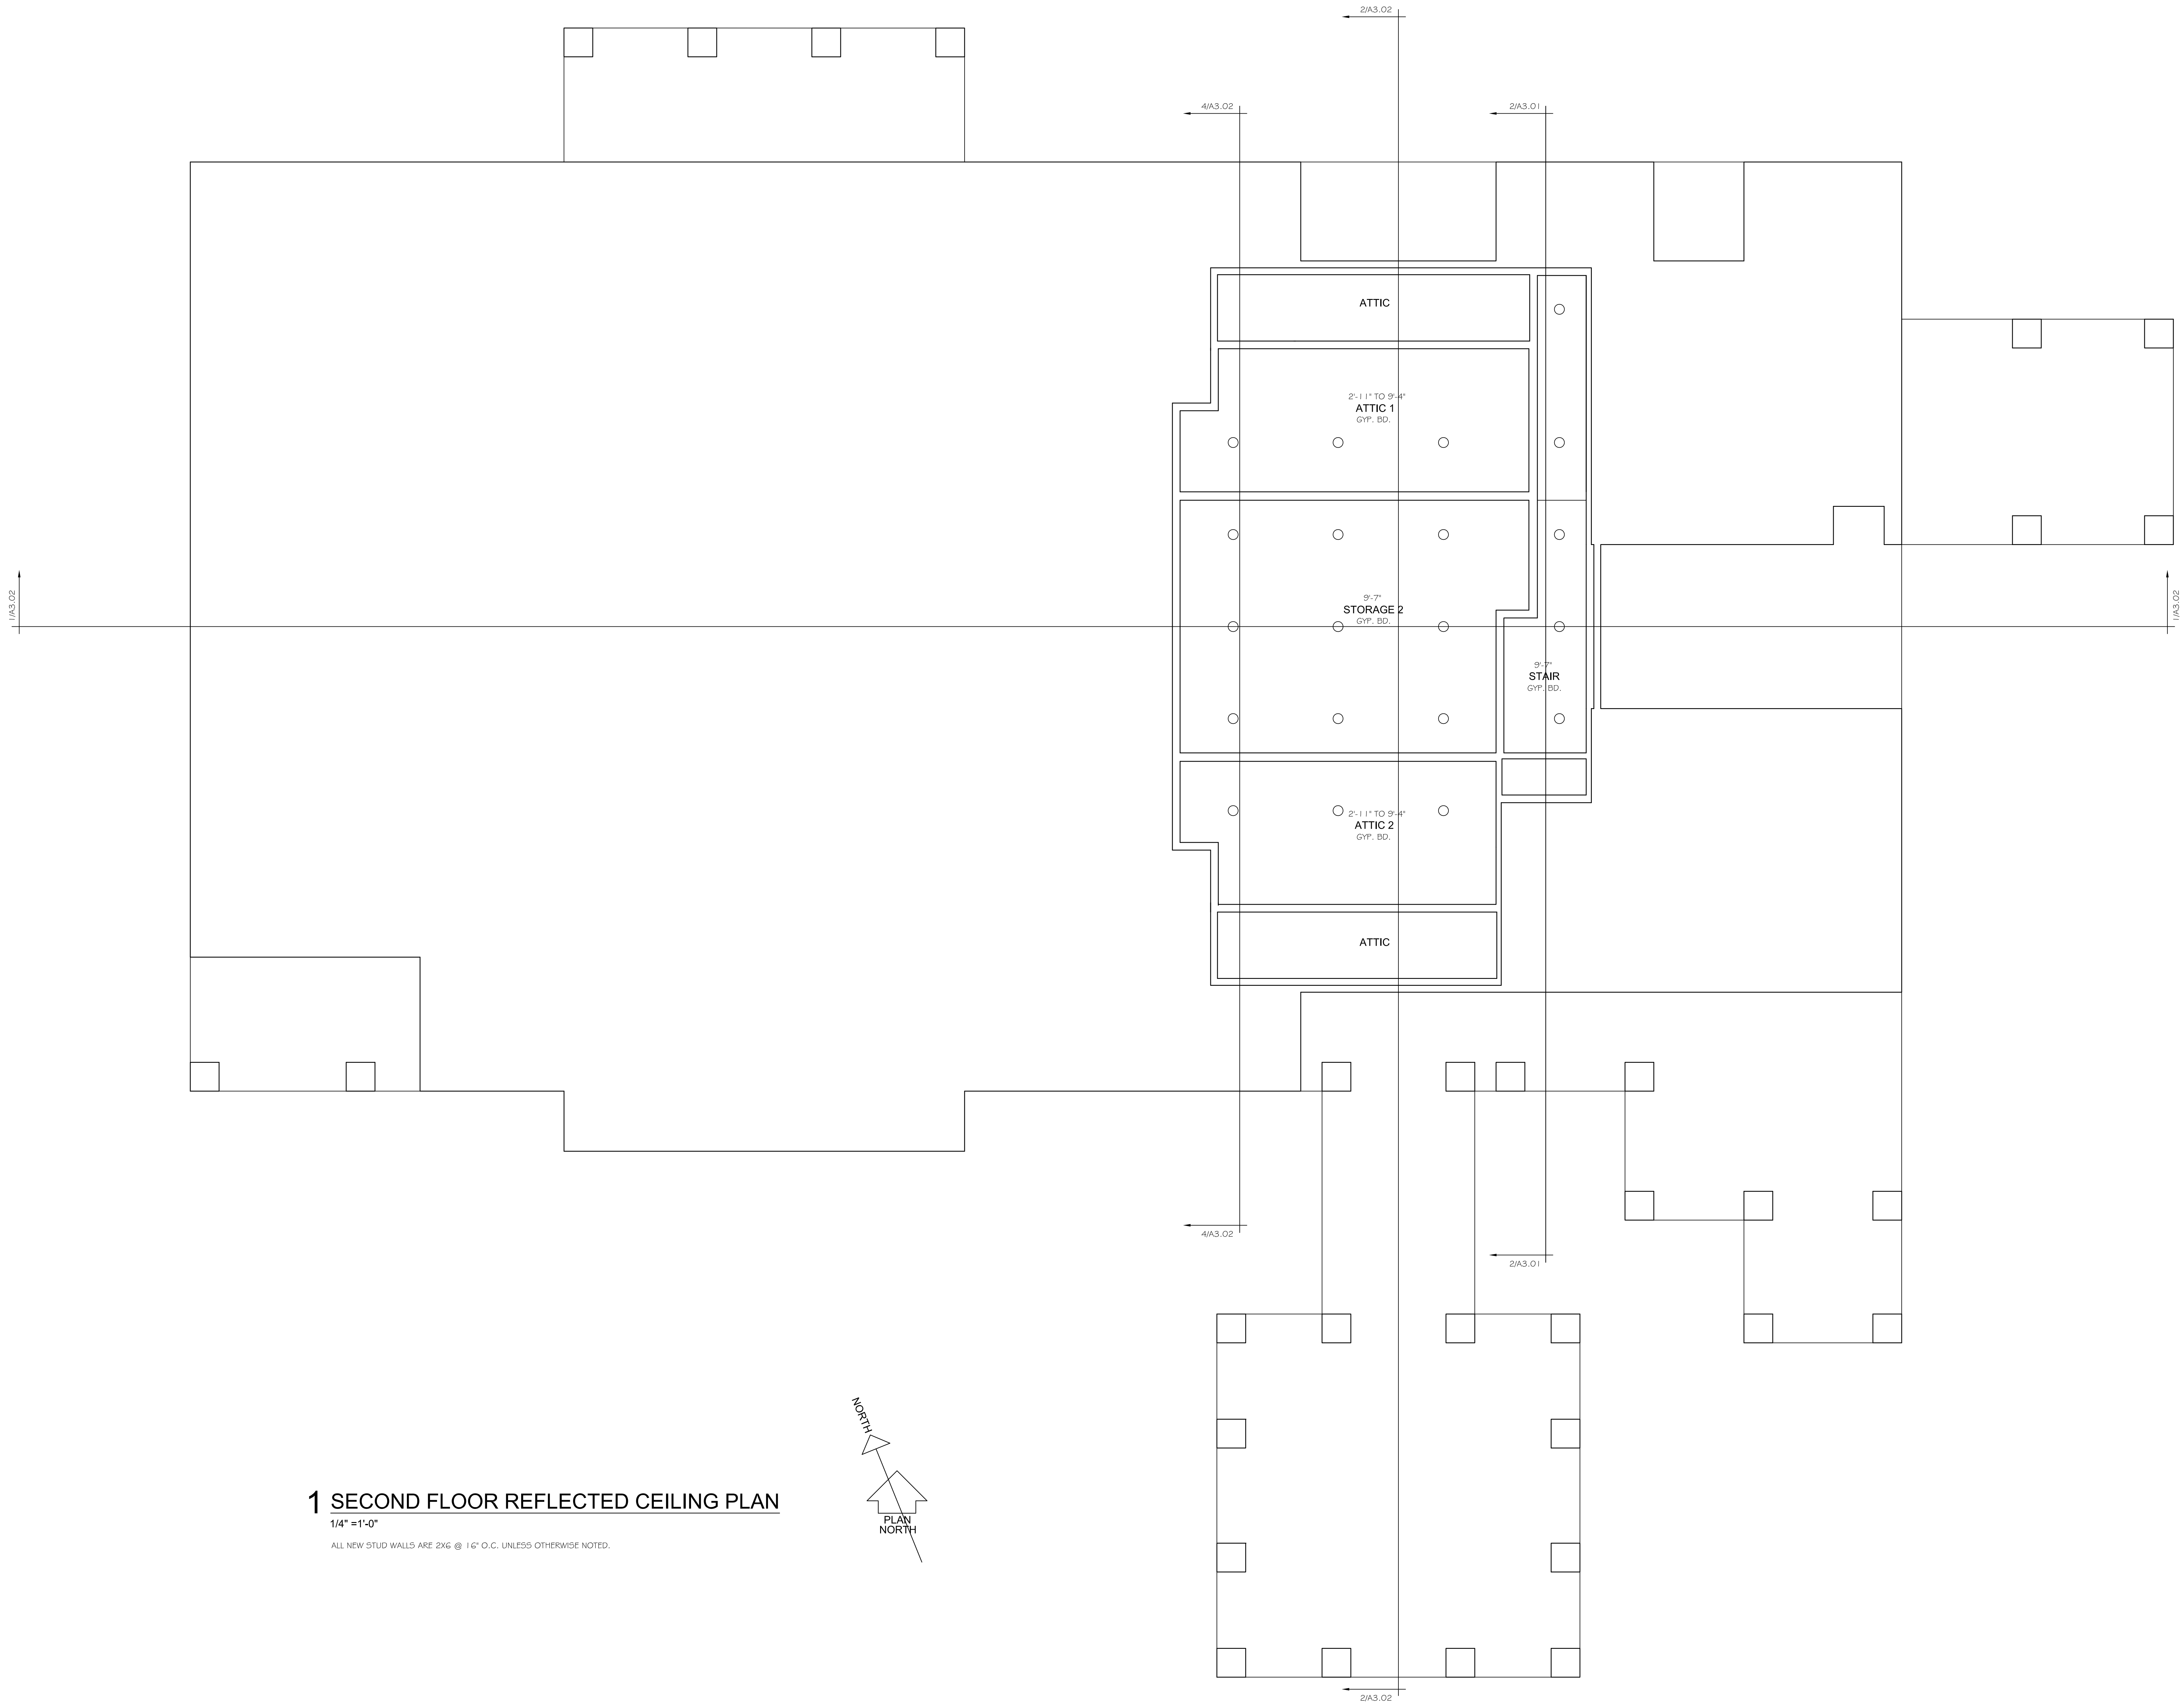 2/A3.02
4/A3.02
2/A3.01
ATTIC
2'-11" TO 9'-4"
ATTIC 1
GYP. BD.
1/A3.02
1/A3.02
9'-7"
STORAGE 2
GYP. BD.
9'-7"
STAIR
GYP. BD.
2'-11" TO 9'-4"
ATTIC 2
GYP. BD.
ATTIC
4/A3.02
2/A3.01
NORTH
PLAN
NORTH
1 SECOND FLOOR REFLECTED CEILING PLAN
1/4" =1'-0"
ALL NEW STUD WALLS ARE 2X6 @ 16" O.C. UNLESS OTHERWISE NOTED.
2/A3.02